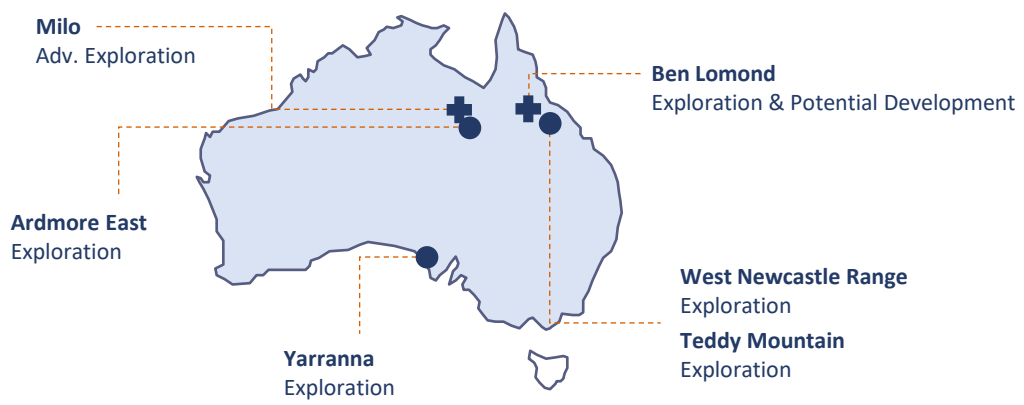 Milo
Adv. Exploration
Ben Lomond
Exploration & Potential Development
Ardmore East
Exploration
West Newcastle Range
Exploration
Teddy Mountain
Exploration
Yarranna
Exploration